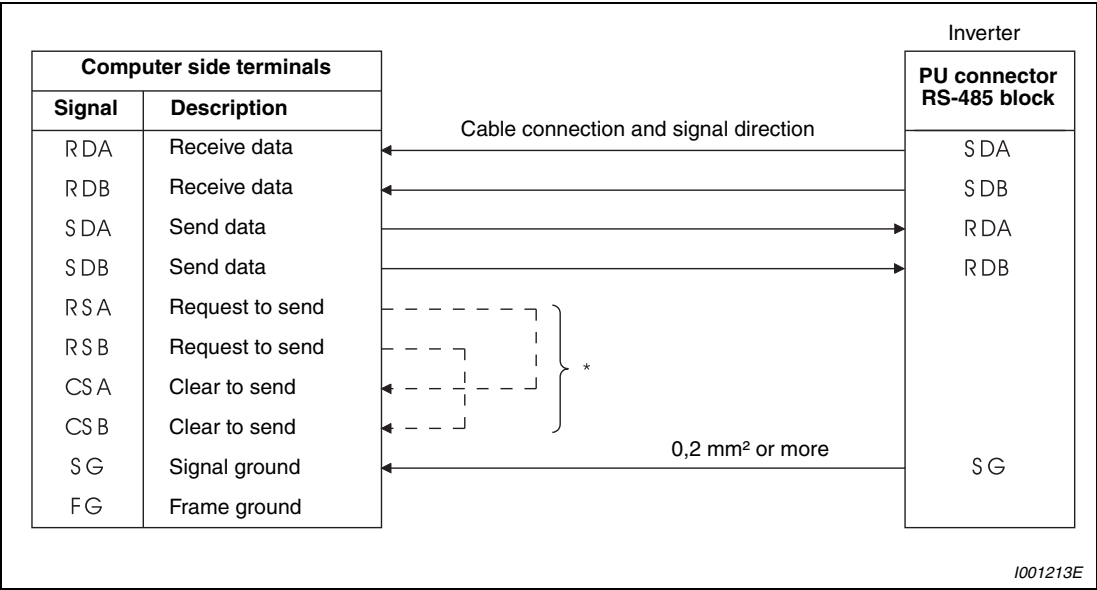 Inverter
Computer side terminals
PU connector
RS-485 block
Signal Description
Cable connection and signal direction
RDA Receive data SDA
RDB Receive data SDB
SDA Send data RDA
SDB Send data RDB
RSA Request to send
RSB Request to send
*
CSA Clear to send
CSB Clear to send
0,2 mm² or more
SG Signal ground SG
FG Frame ground
I001213E